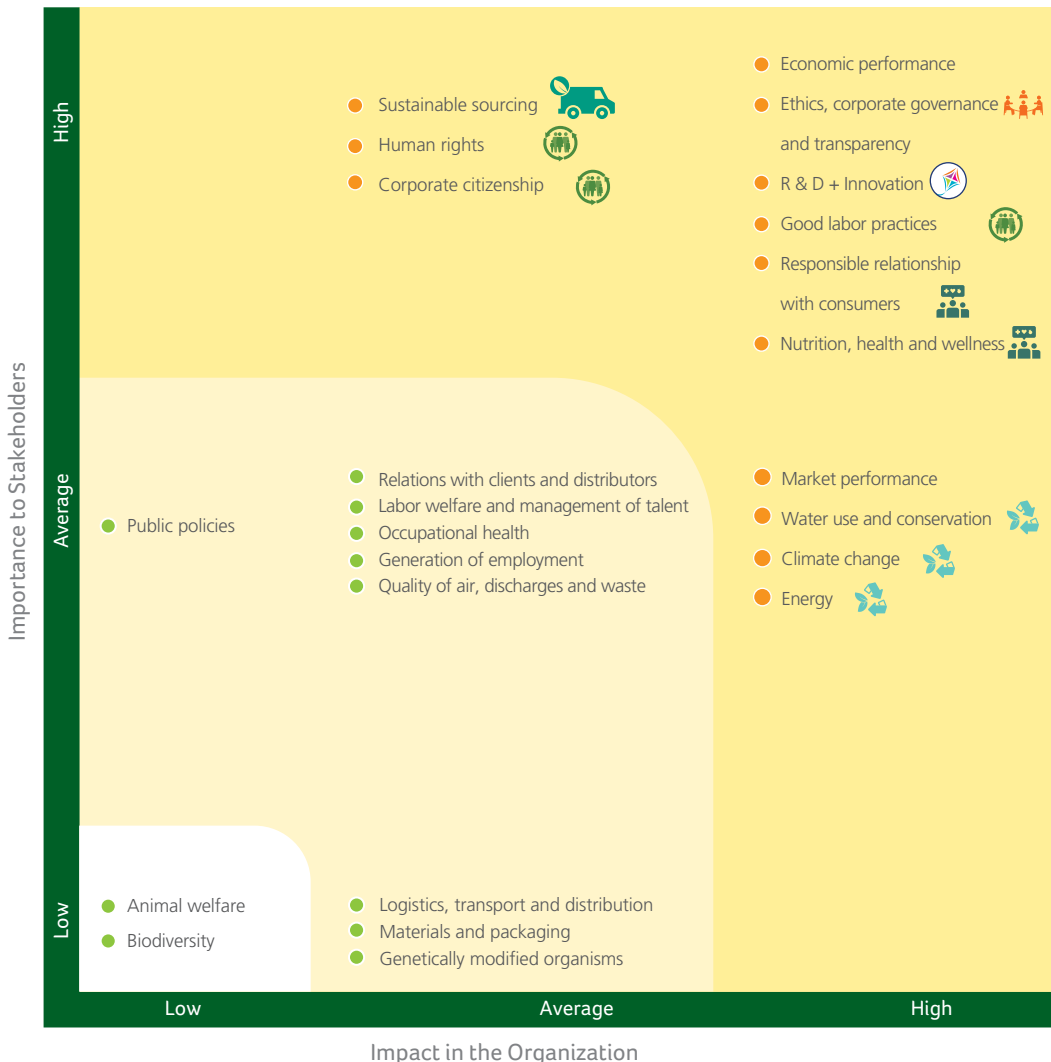 High
Sustainable sourcing
Human rights
Corporate citizenship
Economic performance
Ethics, corporate governance
and transparency
R & D + Innovation
Good labor practices
Responsible relationship
with consumers
Nutrition, health and wellness
Importance to Stakeholders
Average
Public policies
Relations with clients and distributors
Labor welfare and management of talent
Occupational health
Generation of employment
Quality of air, discharges and waste
Market performance
Water use and conservation
Climate change
Energy
Low
Animal welfare
Biodiversity
Logistics, transport and distribution
Materials and packaging
Genetically modified organisms
Low
Average
High
Impact in the Organization